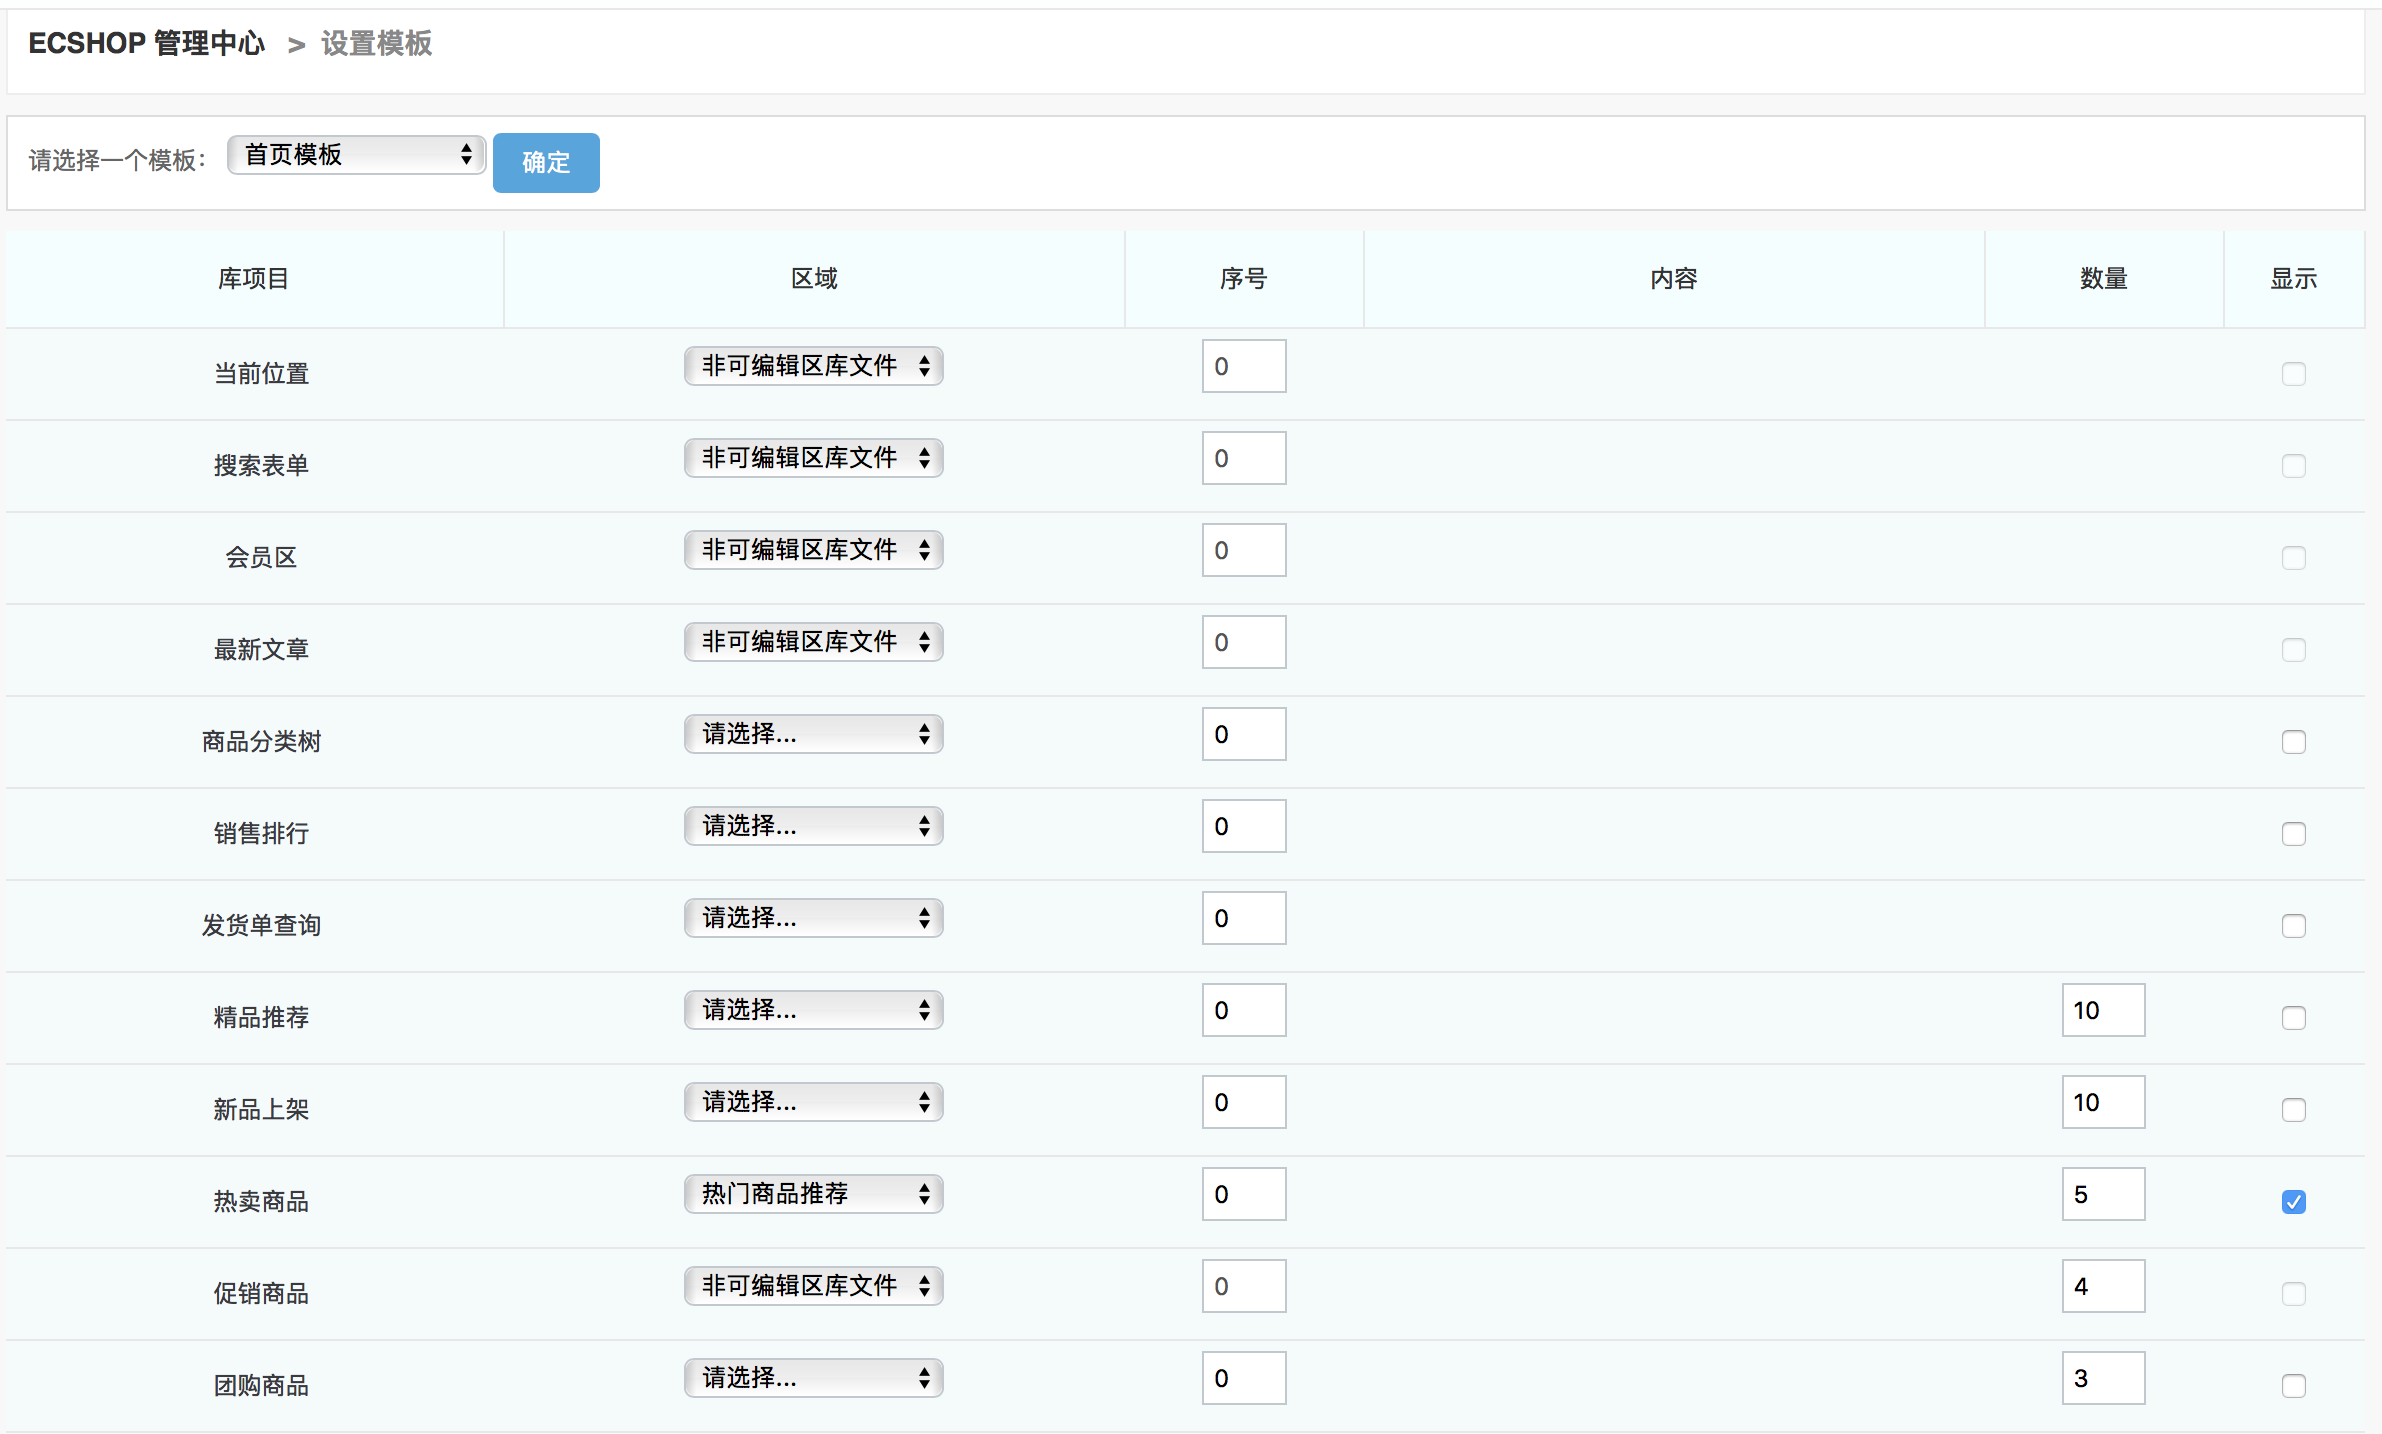 ECSHOP 管理中心 > 设置模板
请选择一个模板： 首页模板 确定
库项目 区域 序号 内容 数量 显示
当前位置 非可编辑区库文件 0
搜索表单 非可编辑区库文件 0
会员区 非可编辑区库文件 0
最新文章 非可编辑区库文件 0
商品分类树 请选择... 0
销售排行 请选择... 0
发货单查询 请选择... 0
精品推荐 请选择... 0 10
新品上架 请选择... 0 10
热卖商品 热门商品推荐 0 5
促销商品 非可编辑区库文件 0 4
团购商品 请选择... 0 3